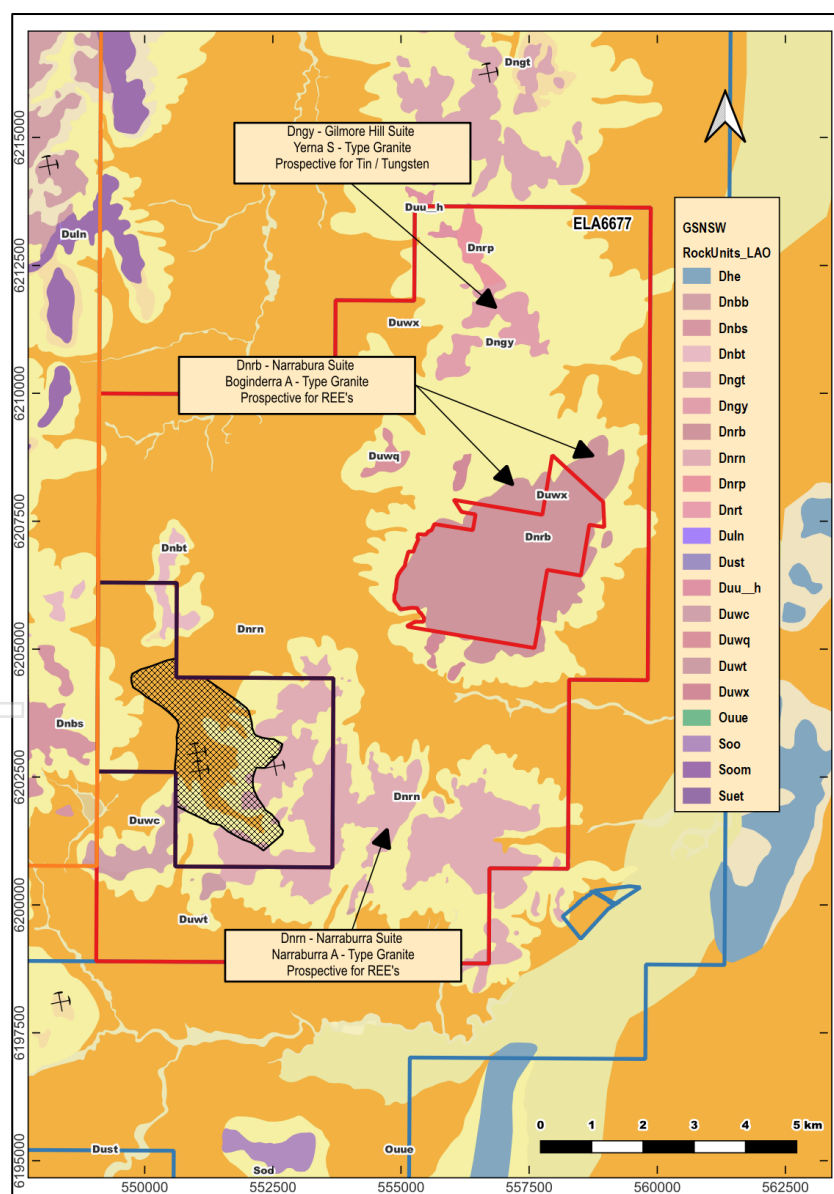 Dngt
6215000
Dngy - Gilmore Hill Suite
Yerna S - Type Granite
Prospective for Tin / Tungsten
Duu__h
ELA6677
Duln
Dnrp
6212500
Duwx
Dngy
Dnrb - Narrabura Suite
Boginderra A - Type Granite
Prospective for REE's
6210000
Duwq
Duwx
6207500
Dnrb
Dnbt
Dnrn
6205000
Dnbs
6202500
Dnrn
Duwc
6200000
Duwt
Dnrn - Narraburra Suite
Narraburra A - Type Granite
Prospective for REE's
6197500
6195000
Dust
Sod
Ouue
GSNSW
RockUnits_LAO
Dhe
Dnbb
Dnbs
Dnbt
Dngt
Dngy
Dnrb
Dnrn
Dnrp
Dnrt
Duln
Dust
Duu__h
Duwc
Duwq
Duwt
Duwx
Ouue
Soo
Soom
Suet
0 1 2 3 4 5 km
550000 552500 555000 557500 560000 562500